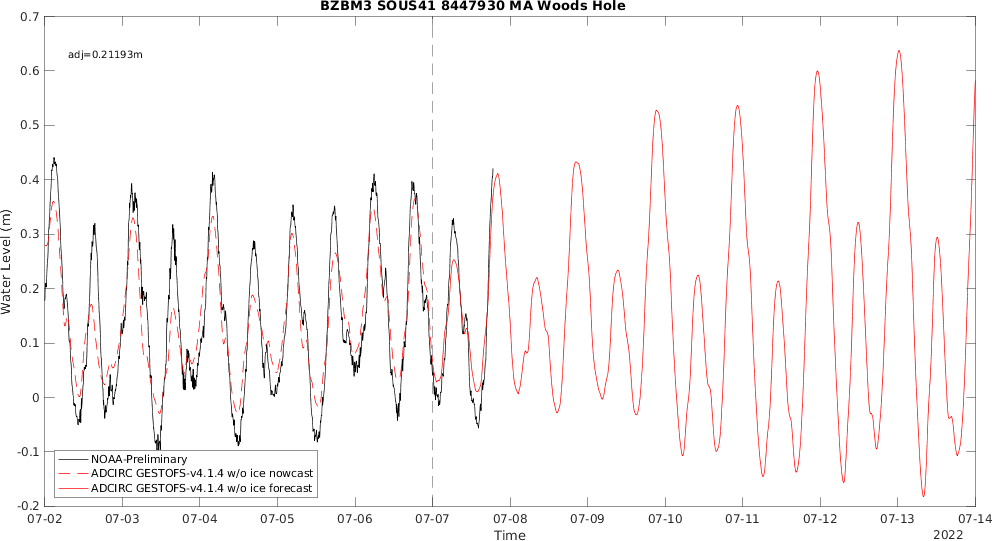 BZBM3 SOUS41 8447930 MA Woods Hole
0.7
adj=0.21193m
0.6
0.5
0.4
0.3
0.2
0.1
0
-0.1
-0.2
Water Level (m)
NOAA-Preliminary
ADCIRC GESTOFS-v4.1.4 w/o ice nowcast
ADCIRC GESTOFS-v4.1.4 w/o ice forecast
07-02 07-03 07-04 07-05 07-06 07-07 07-08 07-09 07-10 07-11 07-12 07-13 07-14
Time
2022